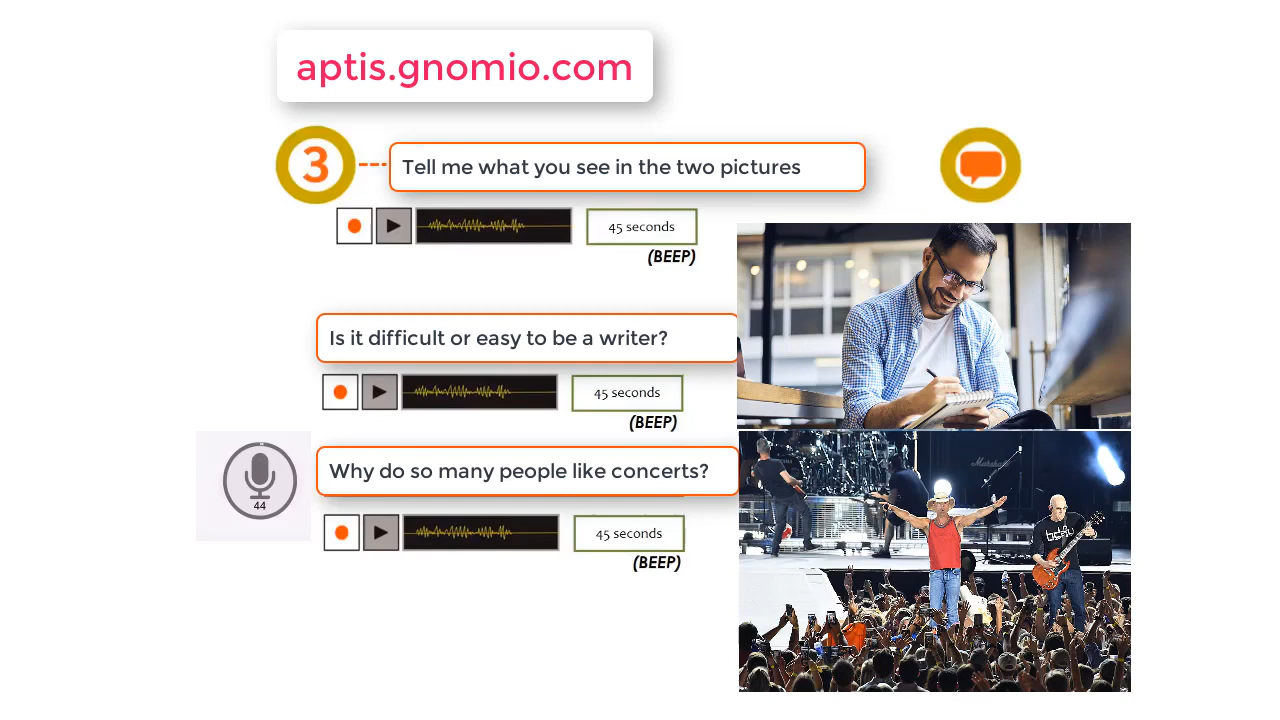 aptis.gnomio.com
3
Tell me what you see in the two pictures
45 seconds
(BEEP)
Is it difficult or easy to be a writer?
45 seconds
(BEEP)
Why do so many people like concerts?
44
45 seconds
(BEEP)
Marshall